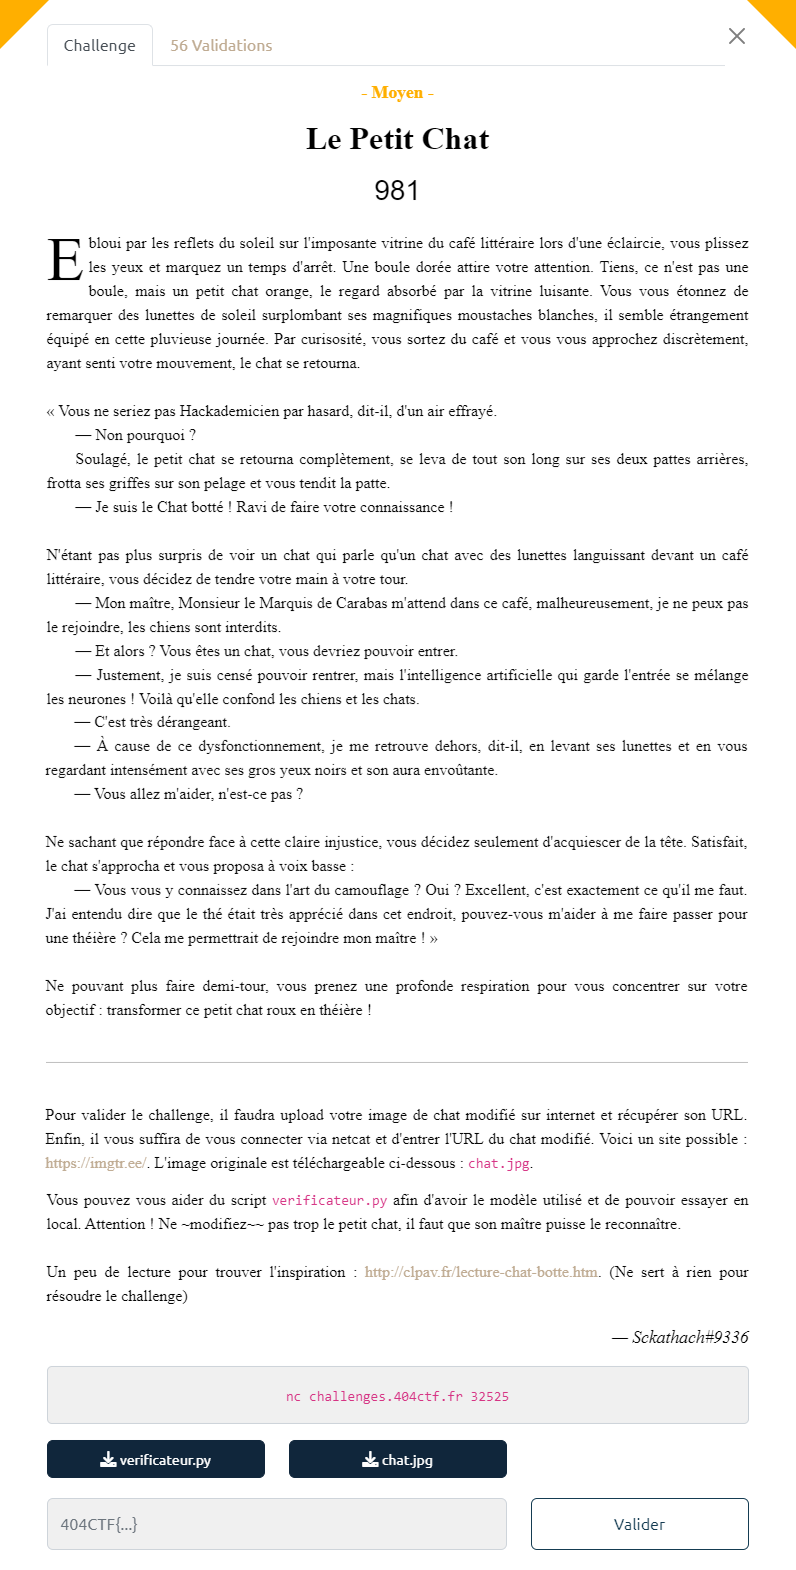 Challenge
56 Validations
- Moyen -
Le Petit Chat
981
Ebloui par les reflets du soleil sur l'imposante vitrine du café littéraire lors d'une éclaircie, vous plissez
les yeux et marquez un temps d'arrêt. Une boule dorée attire votre attention. Tiens, ce n'est pas une
boule, mais un petit chat orange, le regard absorbé par la vitrine luisante. Vous vous étonnez de
remarquer des lunettes de soleil surplombant ses magnifiques moustaches blanches, il semble étrangement
équipé en cette pluvieuse journée. Par curisosité, vous sortez du café et vous vous approchez discrètement,
ayant senti votre mouvement, le chat se retourna.
« Vous ne seriez pas Hackademicien par hasard, dit-il, d'un air effrayé.
— Non pourquoi ?
Soulagé, le petit chat se retourna complètement, se leva de tout son long sur ses deux pattes arrières,
frotta ses griffes sur son pelage et vous tendit la patte.
— Je suis le Chat botté ! Ravi de faire votre connaissance !
N'étant pas plus surpris de voir un chat qui parle qu'un chat avec des lunettes languissant devant un café
littéraire, vous décidez de tendre votre main à votre tour.
— Mon maître, Monsieur le Marquis de Carabas m'attend dans ce café, malheureusement, je ne peux pas
le rejoindre, les chiens sont interdits.
— Et alors ? Vous êtes un chat, vous devriez pouvoir entrer.
— Justement, je suis censé pouvoir rentrer, mais l'intelligence artificielle qui garde l'entrée se mélange
les neurones ! Voilà qu'elle confond les chiens et les chats.
— C'est très dérangeant.
— À cause de ce dysfonctionnement, je me retrouve dehors, dit-il, en levant ses lunettes et en vous
regardant intensément avec ses gros yeux noirs et son aura envoûtante.
— Vous allez m'aider, n'est-ce pas ?
Ne sachant que répondre face à cette claire injustice, vous décidez seulement d'acquiescer de la tête. Satisfait,
le chat s'approcha et vous proposa à voix basse :
— Vous vous y connaissez dans l'art du camouflage ? Oui ? Excellent, c'est exactement ce qu'il me faut.
J'ai entendu dire que le thé était très apprécié dans cet endroit, pouvez-vous m'aider à me faire passer pour
une théière ? Cela me permettrait de rejoindre mon maître ! »
Ne pouvant plus faire demi-tour, vous prenez une profonde respiration pour vous concentrer sur votre
objectif : transformer ce petit chat roux en théière !
Pour valider le challenge, il faudra upload votre image de chat modifié sur internet et récupérer son URL.
Enfin, il vous suffira de vous connecter via netcat et d'entrer l'URL du chat modifié. Voici un site possible :
https://imgtr.ee/. L'image originale est téléchargeable ci-dessous : chat.jpg.
Vous pouvez vous aider du script verificateur.py afin d'avoir le modèle utilisé et de pouvoir essayer en
local. Attention ! Ne ~modifiez~~ pas trop le petit chat, il faut que son maître puisse le reconnaître.
Un peu de lecture pour trouver l'inspiration : http://clpav.fr/lecture-chat-botte.htm. (Ne sert à rien pour
résoudre le challenge)
— Sckathach#9336
nc challenges.404ctf.fr 32525
verificateur.py
chat.jpg
404CTF{...}
Valider